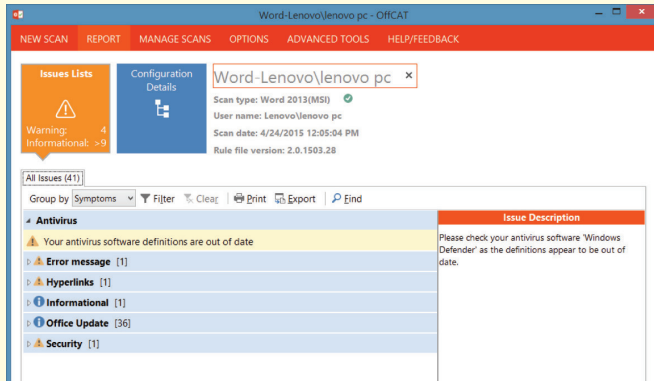 Word-Lenovo\lenovo pc - OffCAT
NEW SCAN REPORT MANAGE SCANS OPTIONS ADVANCED TOOLS HELP/FEEDBACK
Issues Lists
Warning: 4
Informational: >9
Configuration
Details
Word-Lenovo\lenovo pc
Scan type: Word 2013(MSI)
User name: Lenovo\lenovo pc
Scan date: 4/24/2015 12:05:04 PM
Rule file version: 2.0.1503.28
All Issues (41)
Group by Symptoms Filter Clear Print Export Find
Antivirus
Your antivirus software definitions are out of date
Error message [1]
Hyperlinks [1]
Informational [1]
Office Update [36]
Security [1]
Issue Description
Please check your antivirus software 'Windows
Defender' as the definitions appear to be out of
date.